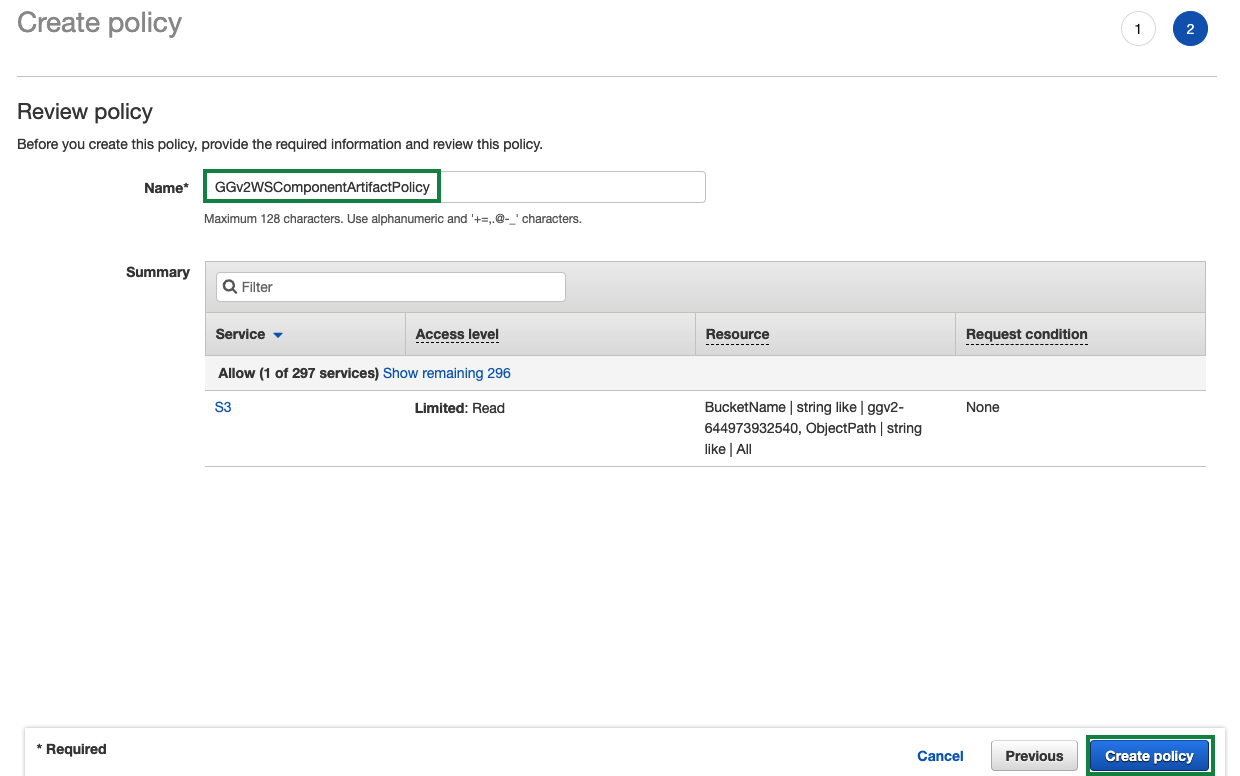 Create policy
1
2
Review policy
Before you create this policy, provide the required information and review this policy.
Name*
GGv2WSComponentArtifactPolicy
Maximum 128 characters. Use alphanumeric and '+=,.@-_' characters.
Summary
Filter
Service Access level Resource Request condition
Allow (1 of 297 services) Show remaining 296
S3 Limited: Read BucketName | string like | ggv2- None
644973932540, ObjectPath | string
like | All
* Required
Cancel Previous Create policy